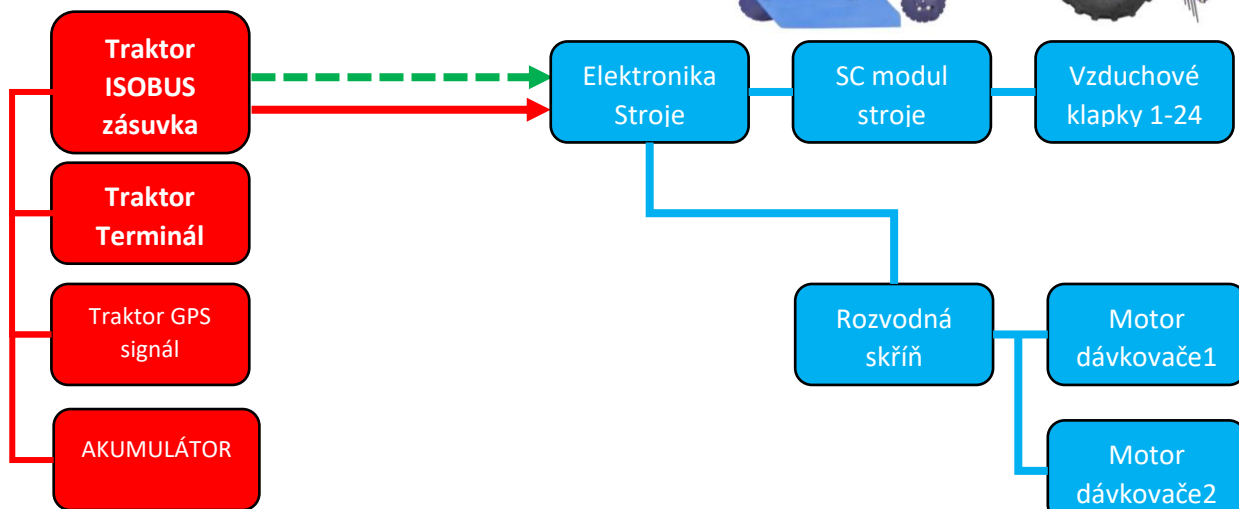 Traktor
ISOBUS
zásuvka
Elektronika
Stroje
SC modul
stroje
Vzduchové
klapky 1-24
Traktor
Terminál
Traktor GPS
signál
Rozvodná
skříň
Motor
dávkovače1
AKUMULÁTOR
Motor
dávkovače2